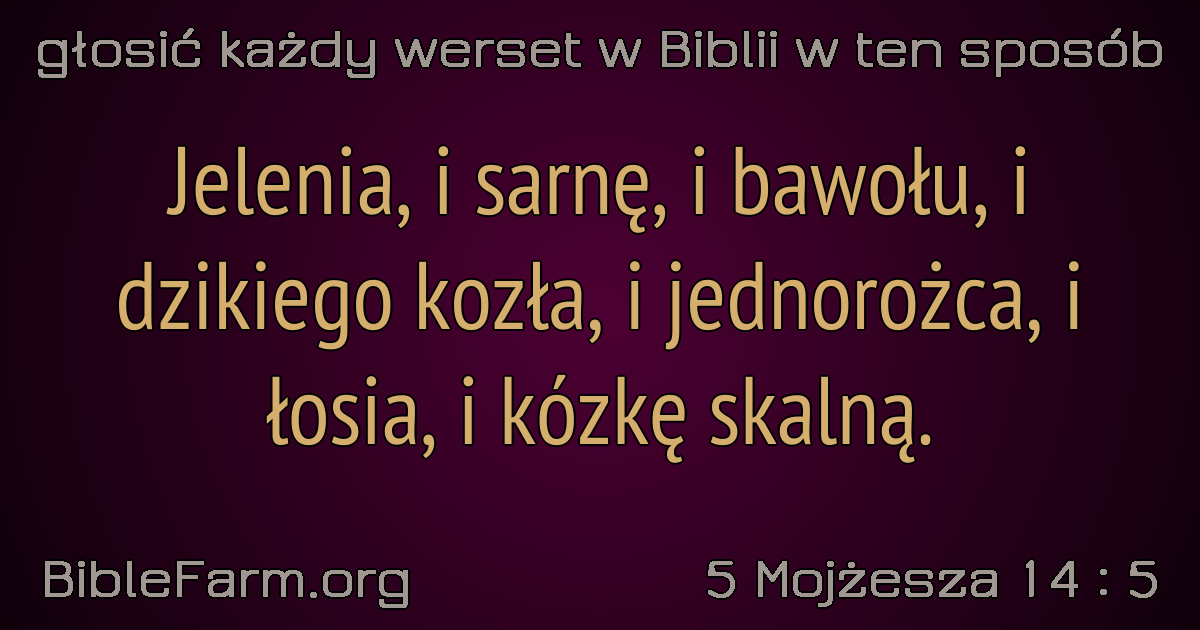 głosić każdy werset w Biblii w ten sposób
Jelenia, i sarnę, i bawołu, i
dzikiego kozła, i jednorożca, i
łosia, i kózkę skalną.
BibleFarm.org
5 Mojżesza 14 : 5